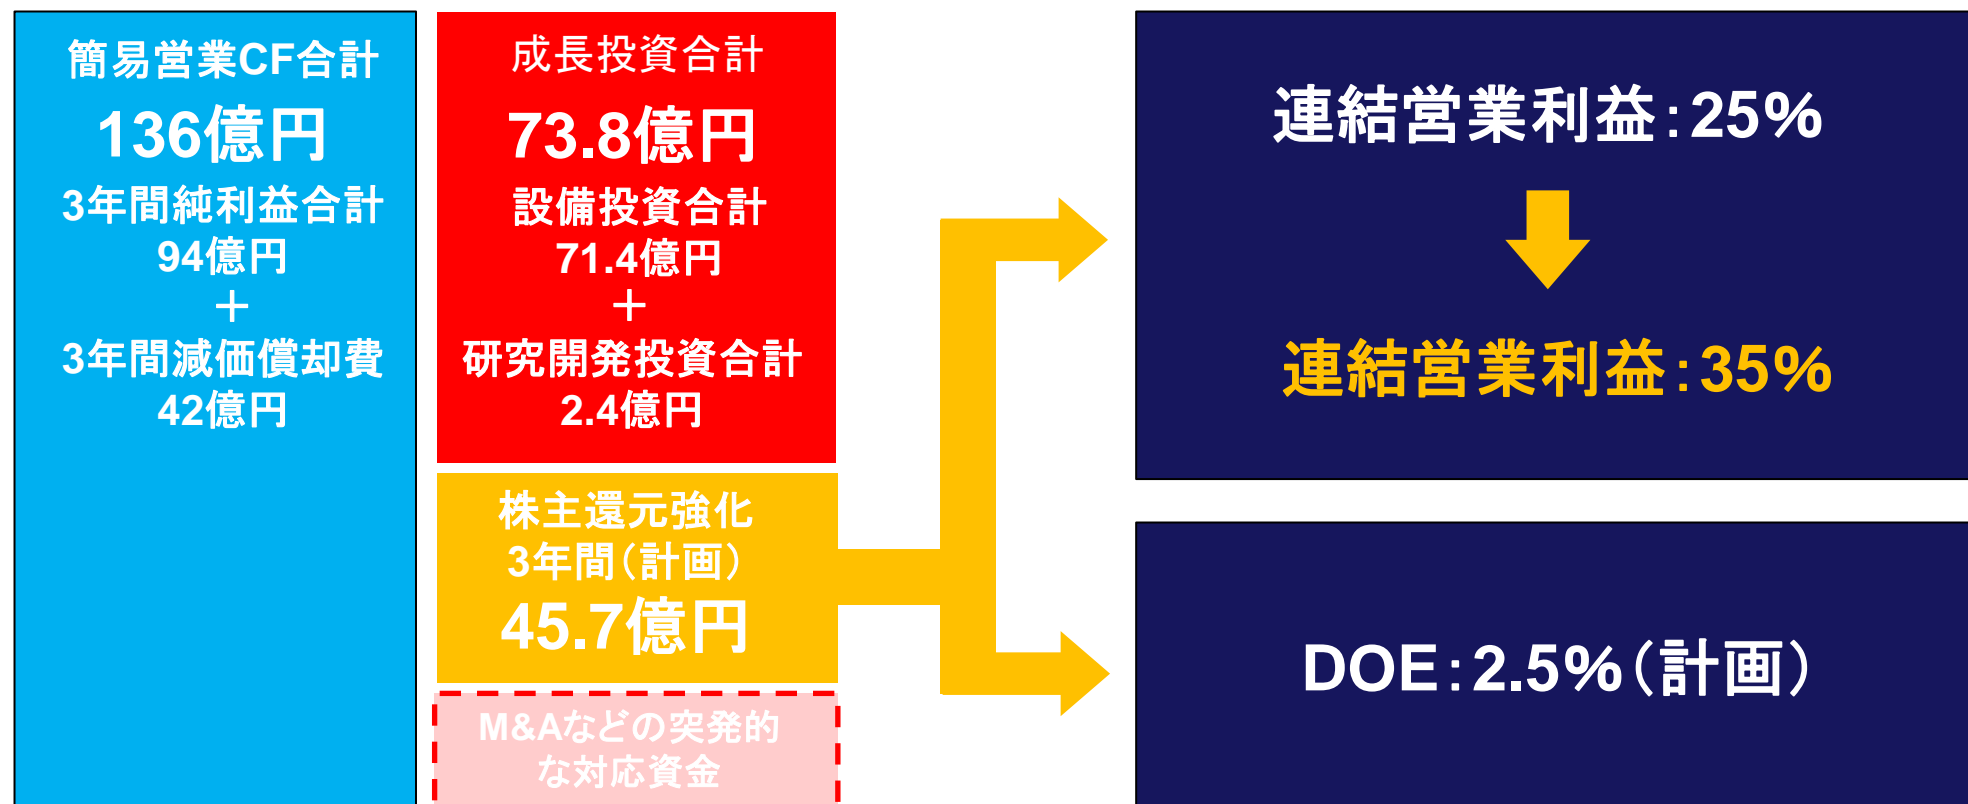 簡易営業CF合計
136億円
3年間純利益合計
94億円
＋
3年間減価償却費
42億円
成長投資合計
73.8億円
設備投資合計
71.4億円
＋
研究開発投資合計
2.4億円
株主還元強化
3年間（計画）
45.7億円
M&Aなどの突発的
な対応資金
連結営業利益：25%
連結営業利益：35%
DOE：2.5%（計画）